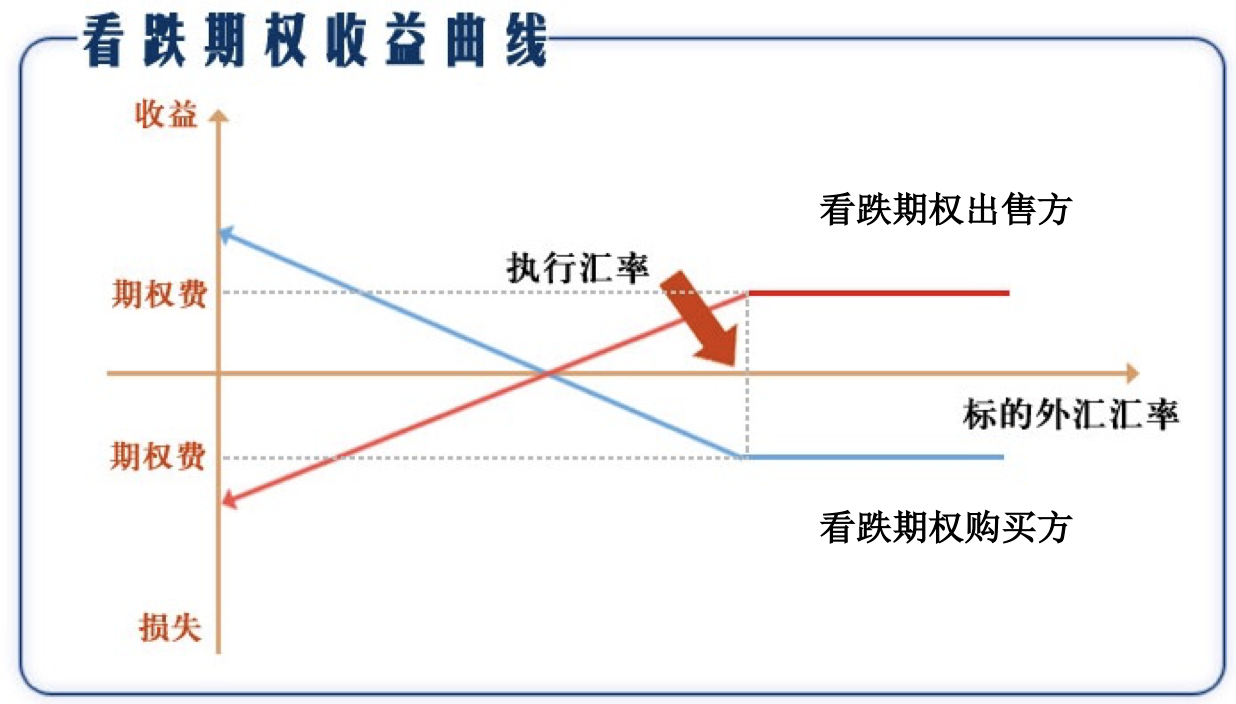 看跌期权收益曲线
收益
看跌期权出售方
执行汇率
期权费
标的外汇汇率
期权费
看跌期权购买方
损失